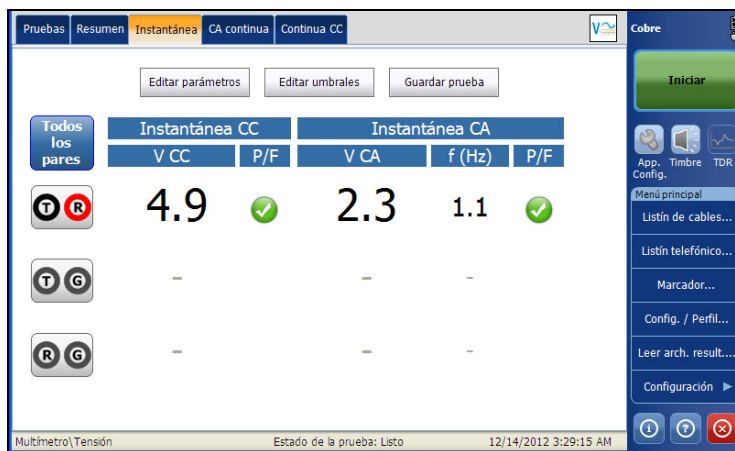 Pruebas Resumen Instantánea CA continua Continua CC
V
Cobre
Editar parámetros Editar umbrales Guardar prueba
Iniciar
Todos
los
pares
Instantánea CC Instantánea CA
V CC P/F V CA f (Hz) P/F
T R 4.9 2.3 1.1
T G – – –
R G – – –
App.
Config.
Timbre TDR
Menú principal
Listín de cables...
Listín telefónico...
Marcador...
Config. / Perfil...
Leer arch. result....
Configuración
Multímetro\Tensión Estado de la prueba: Listo 12/14/2012 3:29:15 AM